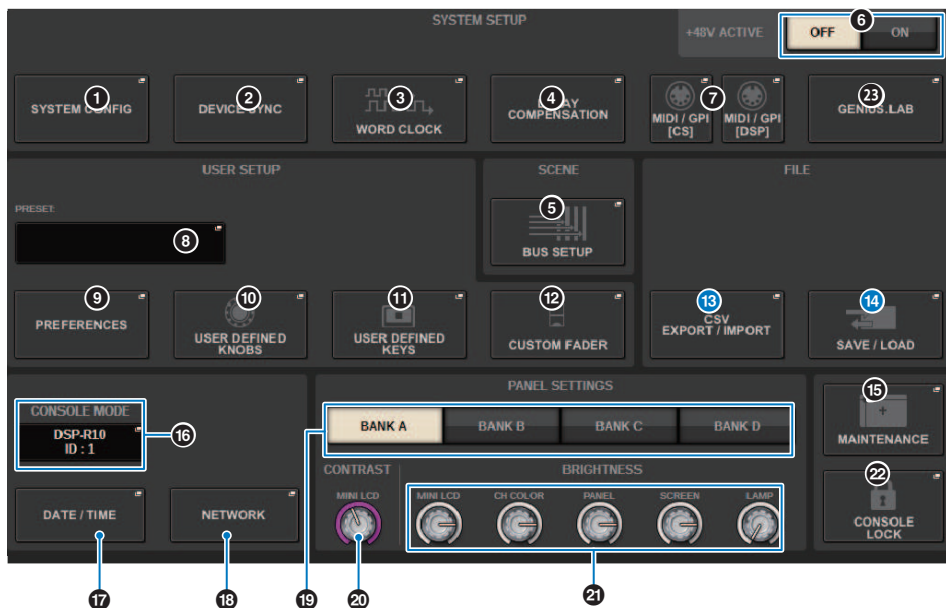 SYSTEM SETUP
+48V ACTIVE
OFF
ON
6
SYSTEM CONFIG
1
DEVICE SYNC
2
WORD CLOCK
3
DELAY
COMPENSATION
4
MIDI / GPI
[CS]
7
MIDI / GPI
[DSP]
GENIUS.LAB
23
USER SETUP
SCENE
FILE
PRESET:
8
5
BUS SETUP
9
PREFERENCES
10
USER DEFINED
KNOBS
11
USER DEFINED
KEYS
12
CUSTOM FADER
13
CSV
EXPORT / IMPORT
14
SAVE / LOAD
CONSOLE MODE
DSP-R10
ID : 1
16
PANEL SETTINGS
BANK A
BANK B
BANK C
BANK D
15
MAINTENANCE
CONTRAST
BRIGHTNESS
MINI LCD
MINI LCD
CH COLOR
PANEL
SCREEN
LAMP
DATE / TIME
NETWORK
22
CONSOLE
LOCK
17
18
19
20
21